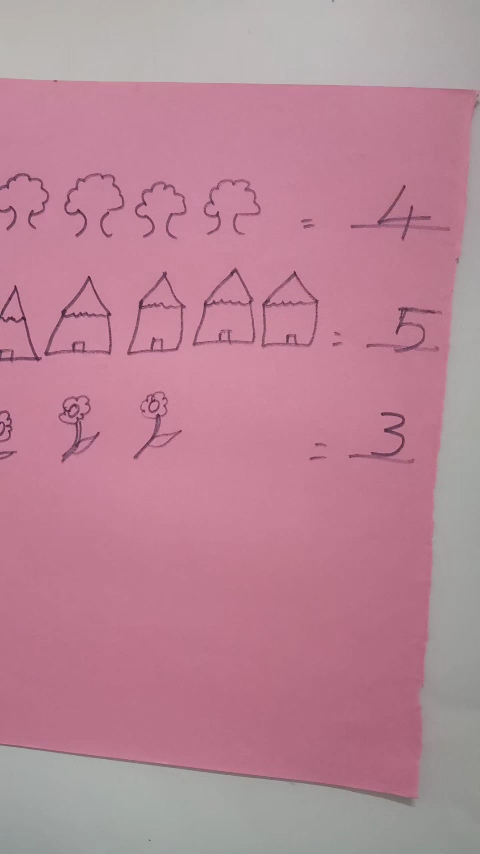 = 4
= 5
= 3